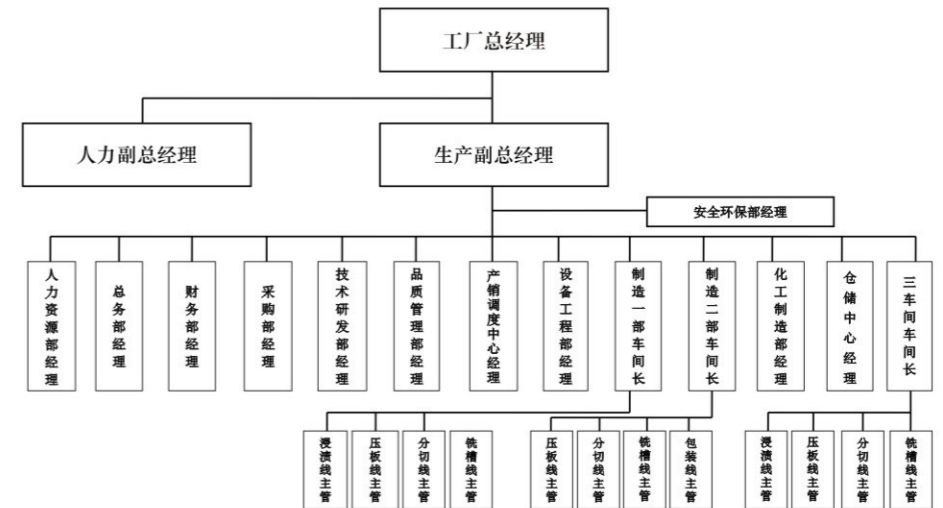 工厂总经理
人力副总经理
生产副总经理
安全环保部经理
人力资源部经理
总务部经理
财务部经理
采购部经理
技术研发部经理
品质管理部经理
产销调度中心经理
设备工程部经理
制造一部车间长
制造二部车间长
化工制造部经理
仓储中心经理
三车间车间长
浸渍线主管
压板线主管
分切线主管
铣槽线主管
压板线主管
分切线主管
铣槽线主管
包装线主管
浸渍线主管
压板线主管
分切线主管
铣槽线主管